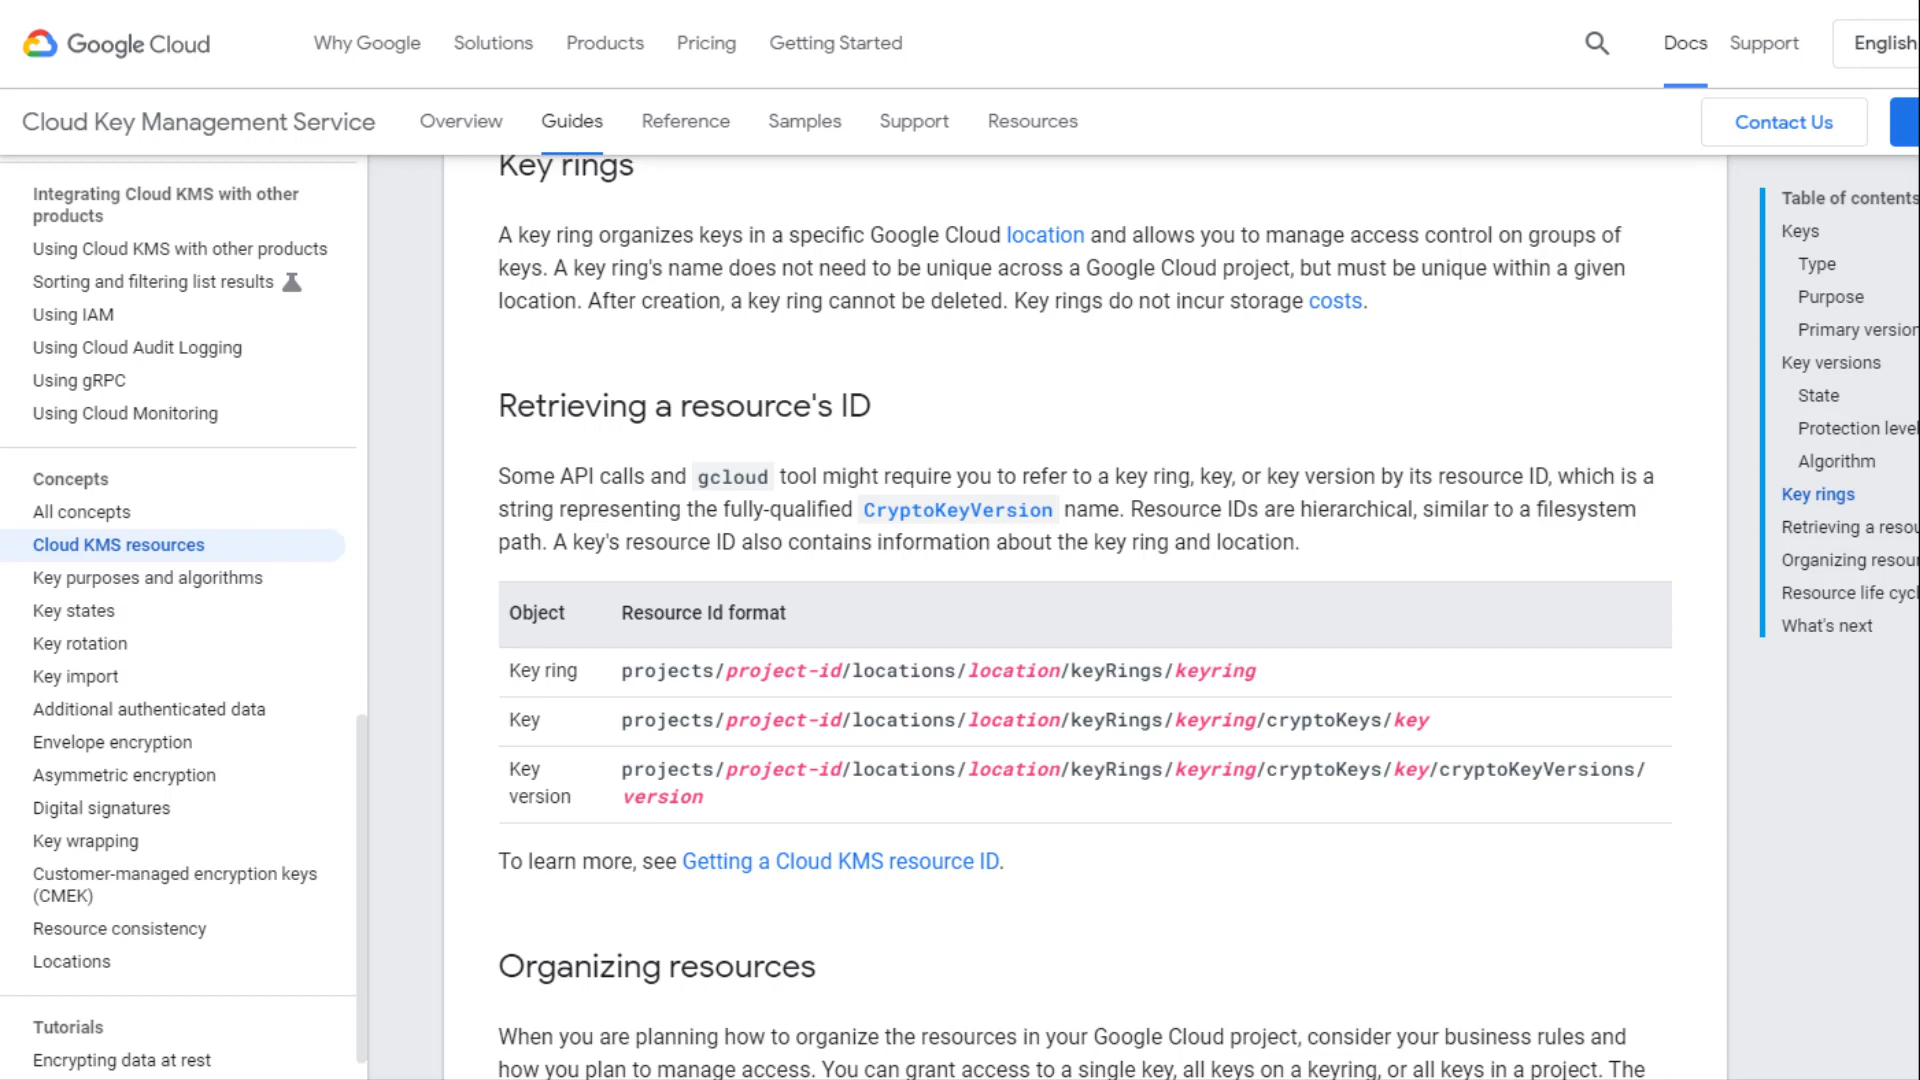 Google Cloud
Why Google
Solutions
Products
Pricing
Getting Started
Docs
Support
English
Cloud Key Management Service
Overview
Guides
Reference
Samples
Support
Resources
Contact Us
Integrating Cloud KMS with other
products
Using Cloud KMS with other products
Sorting and filtering list results
Using IAM
Using Cloud Audit Logging
Using gRPC
Using Cloud Monitoring
Concepts
All concepts
Cloud KMS resources
Key purposes and algorithms
Key states
Key rotation
Key import
Additional authenticated data
Envelope encryption
Asymmetric encryption
Digital signatures
Key wrapping
Customer-managed encryption keys
(CMEK)
Resource consistency
Locations
Tutorials
Encrypting data at rest
Key rings
A key ring organizes keys in a specific Google Cloud location and allows you to manage access control on groups of
keys. A key ring's name does not need to be unique across a Google Cloud project, but must be unique within a given
location. After creation, a key ring cannot be deleted. Key rings do not incur storage costs.
Retrieving a resource's ID
Some API calls and gcloud tool might require you to refer to a key ring, key, or key version by its resource ID, which is a
string representing the fully-qualified CryptoKeyVersion name. Resource IDs are hierarchical, similar to a filesystem
path. A key's resource ID also contains information about the key ring and location.
Object Resource Id format
Key ring projects/project-id/locations/location/keyRings/keyring
Key projects/project-id/locations/location/keyRings/keyring/cryptoKeys/key
Key projects/project-id/locations/location/keyRings/keyring/cryptoKeys/key/cryptoKeyVersions/
version version
To learn more, see Getting a Cloud KMS resource ID.
Organizing resources
When you are planning how to organize the resources in your Google Cloud project, consider your business rules and
how you plan to manage access. You can grant access to a single key, all keys on a keyring, or all keys in a project. The
Table of contents
Keys
Type
Purpose
Primary version
Key versions
State
Protection level
Algorithm
Key rings
Retrieving a resou
Organizing resour
Resource life cycl
What's next